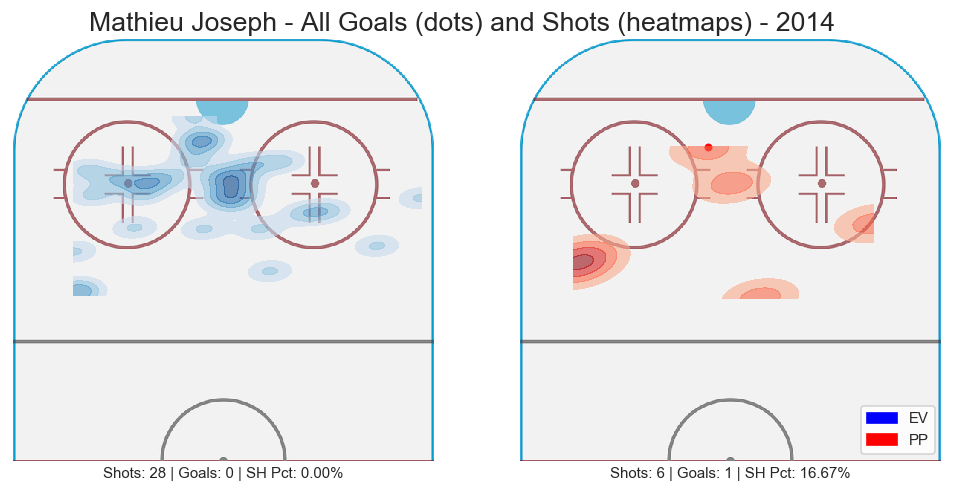 Mathieu Joseph - All Goals (dots) and Shots (heatmaps) - 2014
EV
PP
Shots: 28 | Goals: 0 | SH Pct: 0.00%
Shots: 6 | Goals: 1 | SH Pct: 16.67%